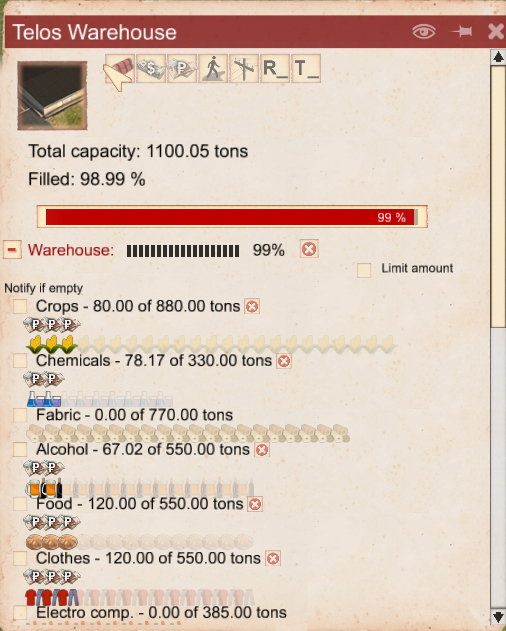 Telos Warehouse
$ P R_ T_
Total capacity: 1100.05 tons
Filled: 98.99 %
99 %
Warehouse: 99%
Limit amount
Notify if empty
Crops - 80.00 of 880.00 tons
P P P
Chemicals - 78.17 of 330.00 tons
P P
Fabric - 0.00 of 770.00 tons
Alcohol - 67.02 of 550.00 tons
P P
Food - 120.00 of 550.00 tons
P P P
Clothes - 120.00 of 550.00 tons
P P P
Electro comp. - 0.00 of 385.00 tons